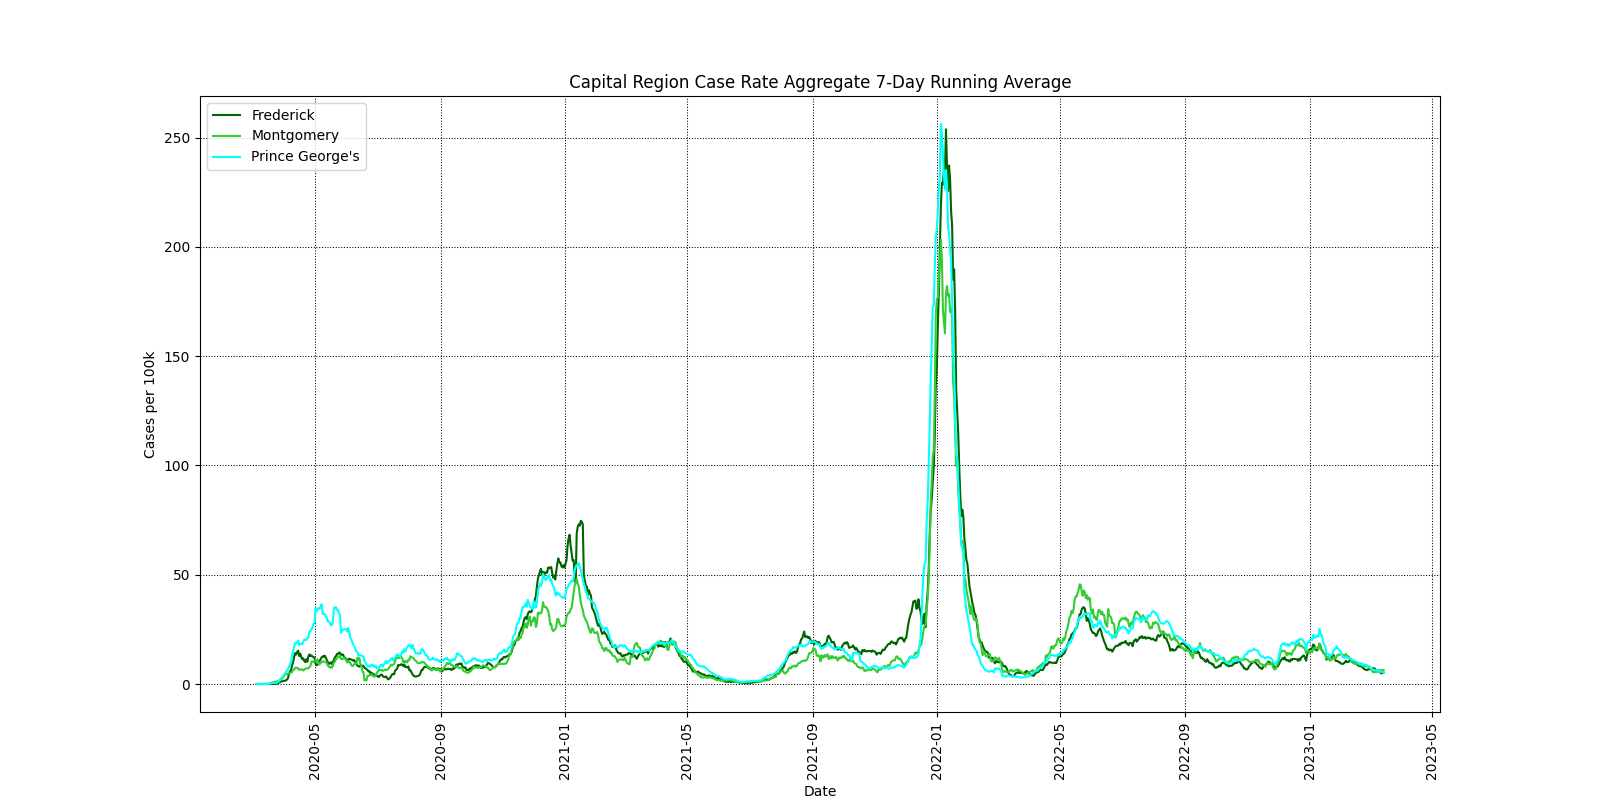 Capital Region Case Rate Aggregate 7-Day Running Average
Frederick
Montgomery
Prince George's
250
200
150
100
50
0
Cases per 100k
2020-05
2020-09
2021-01
2021-05
2021-09
2022-01
2022-05
2022-09
2023-01
2023-05
Date